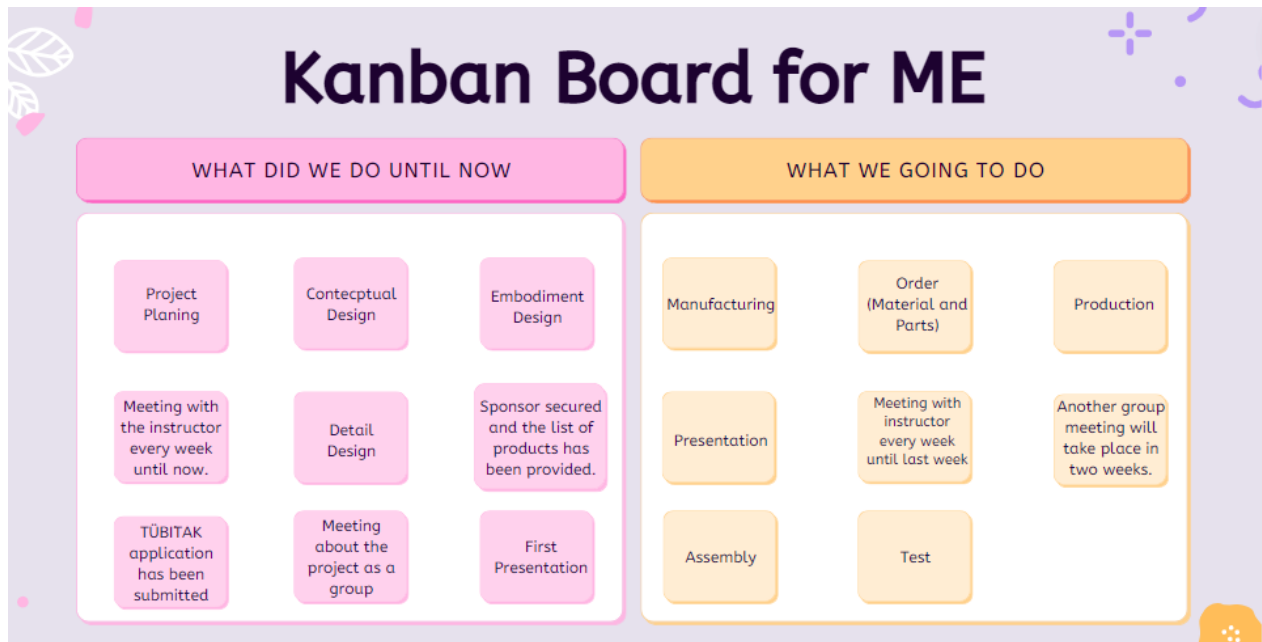 Kanban Board for ME
WHAT DID WE DO UNTIL NOW
Project
Planing
Contecptual
Design
Embodiment
Design
Meeting with
the instructor
every week
until now.
Detail
Design
Sponsor secured
and the list of
products has
been provided.
TÜBITAK
application
has been
submitted
Meeting
about the
project as a
group
First
Presentation
WHAT WE GOING TO DO
Manufacturing
Order
(Material and
Parts)
Production
Presentation
Meeting with
instructor
every week
until last week
Another group
meeting will
take place in
two weeks.
Assembly
Test